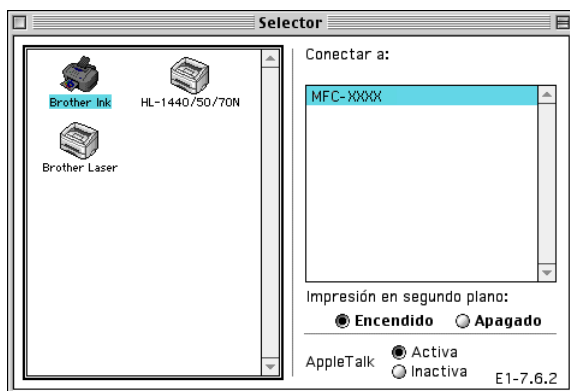 Selector
Brother Ink
HL-1440/50/70N
Brother Laser
Conectar a:
MFC-XXXX
Impresión en segundo plano:
Encendido Apagado
AppleTalk Activa
Inactiva
E1-7.6.2